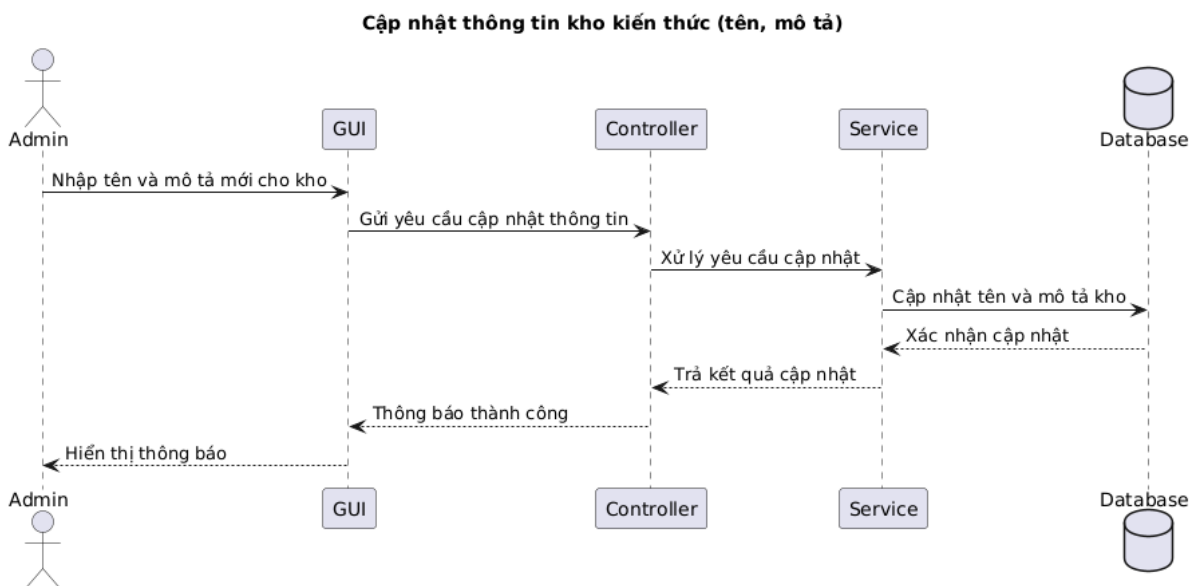 Cập nhật thông tin kho kiến thức (tên, mô tả)
Admin
GUI
Controller
Service
Database
Nhập tên và mô tả mới cho kho
Gửi yêu cầu cập nhật thông tin
Xử lý yêu cầu cập nhật
Cập nhật tên và mô tả kho
Xác nhận cập nhật
Trả kết quả cập nhật
Thông báo thành công
Hiển thị thông báo
Admin
GUI
Controller
Service
Database